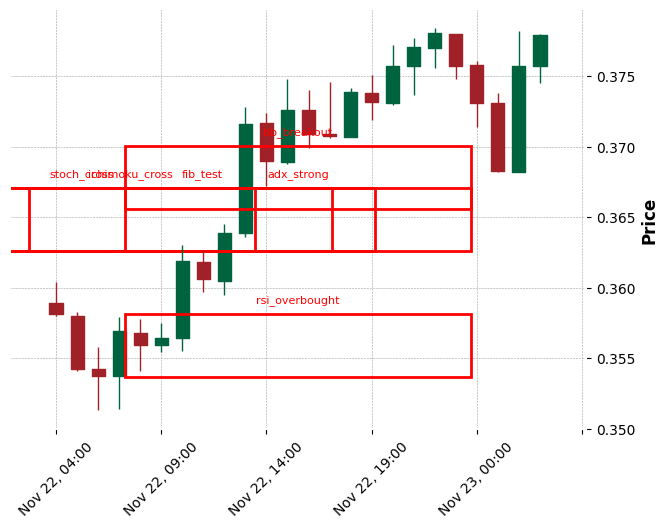 0.375
fib_breakout
0.370
stoch_cross
ichimoku_cross
fib_test
adx_strong
0.365
Price
0.360
rsi_overbought
0.355
0.350
Nov 22, 04:00
Nov 22, 09:00
Nov 22, 14:00
Nov 22, 19:00
Nov 23, 00:00